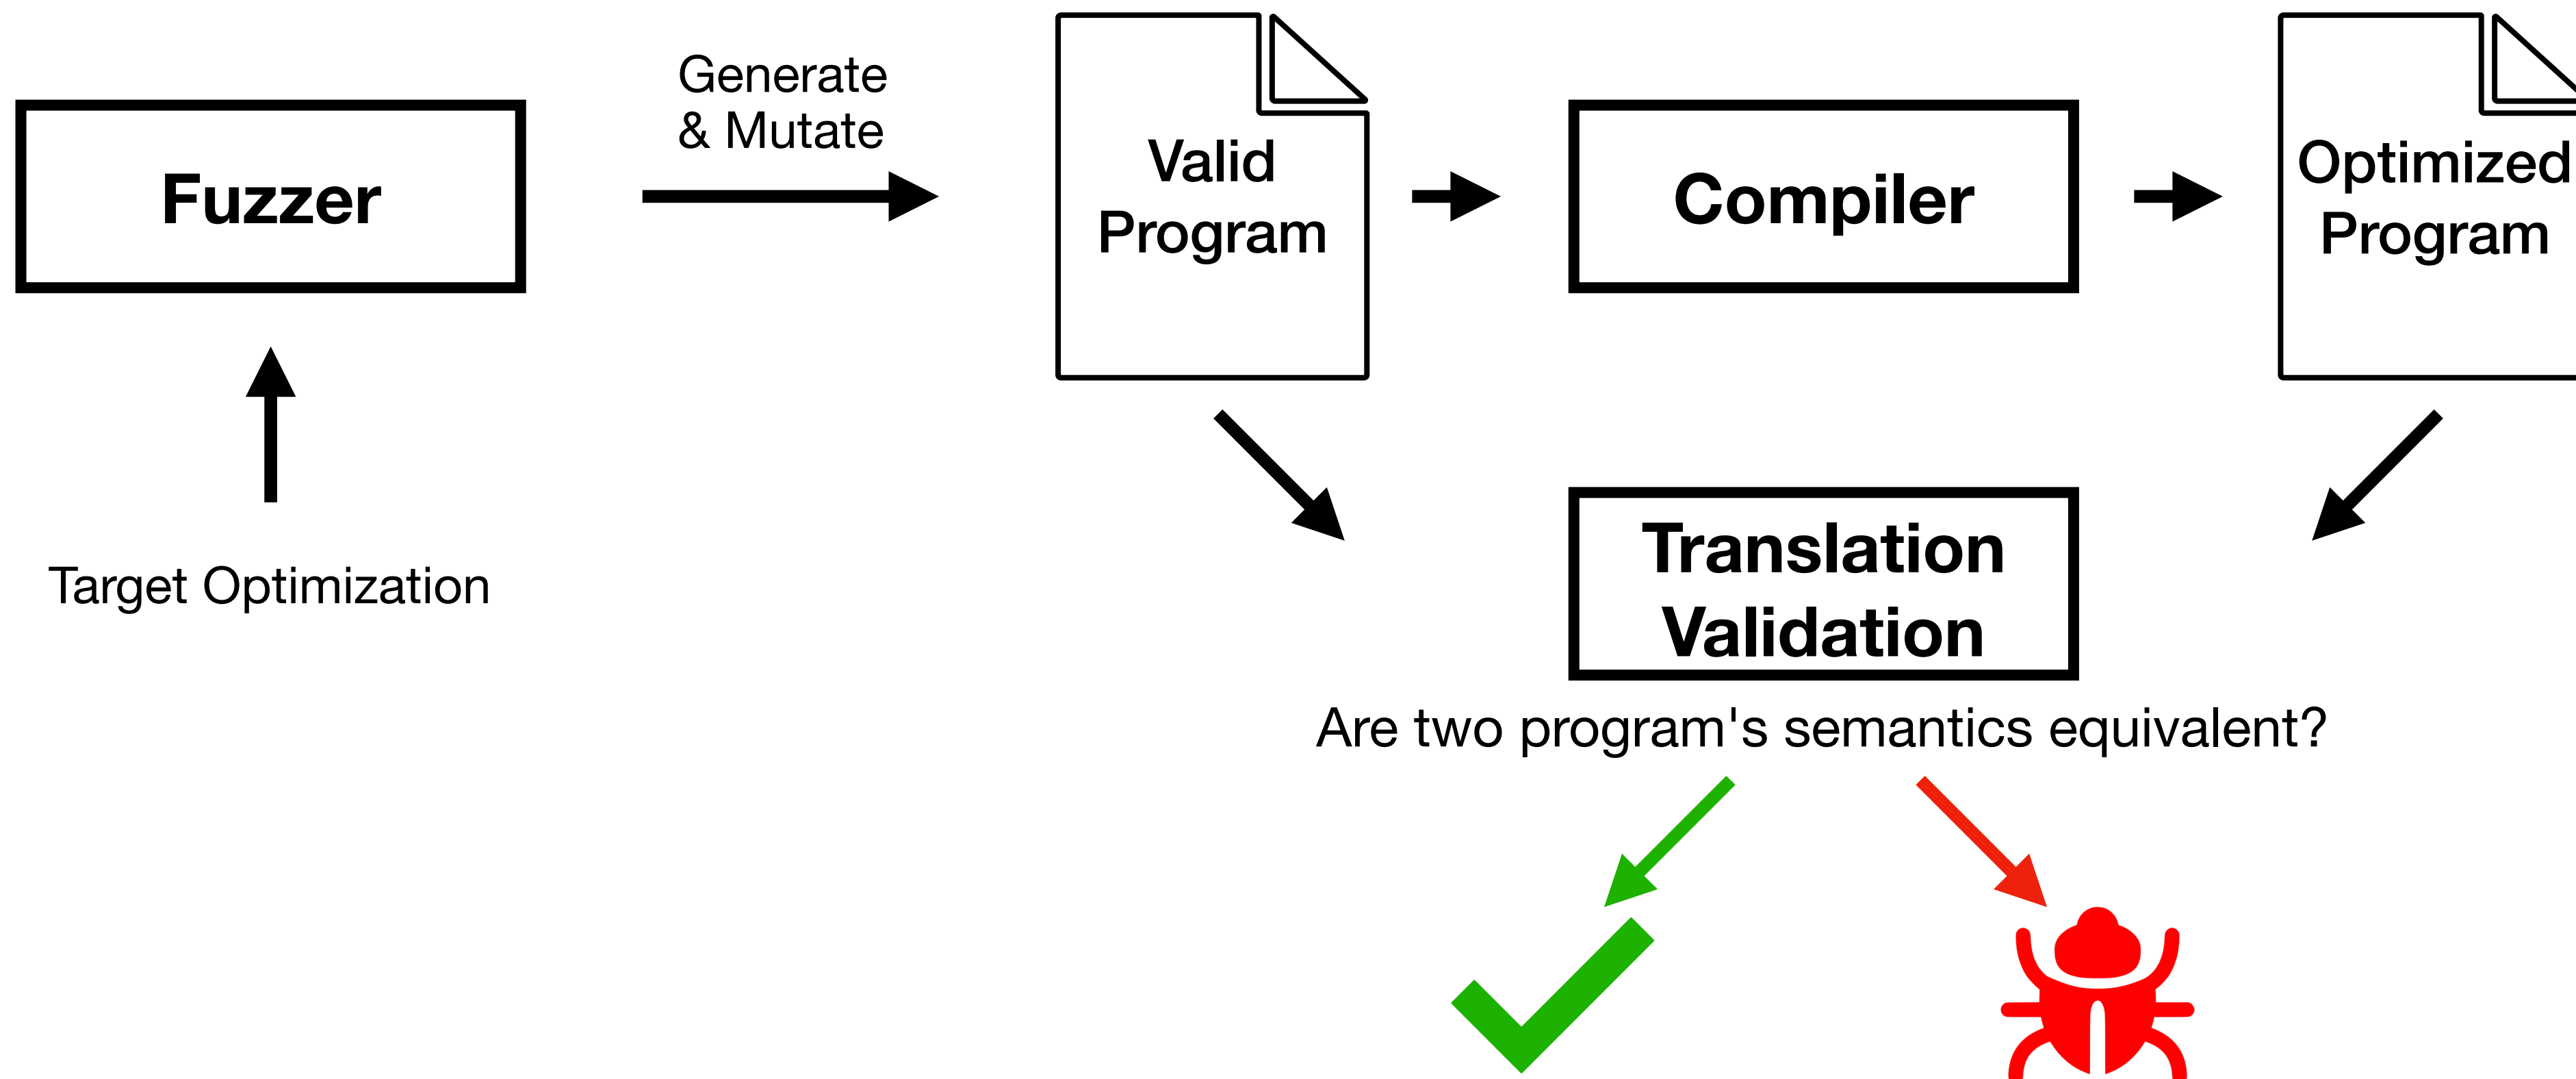 Generate
& Mutate
Fuzzer
Valid
Program
Compiler
Optimized
Program
Target Optimization
Translation
Validation
Are two program's semantics equivalent?